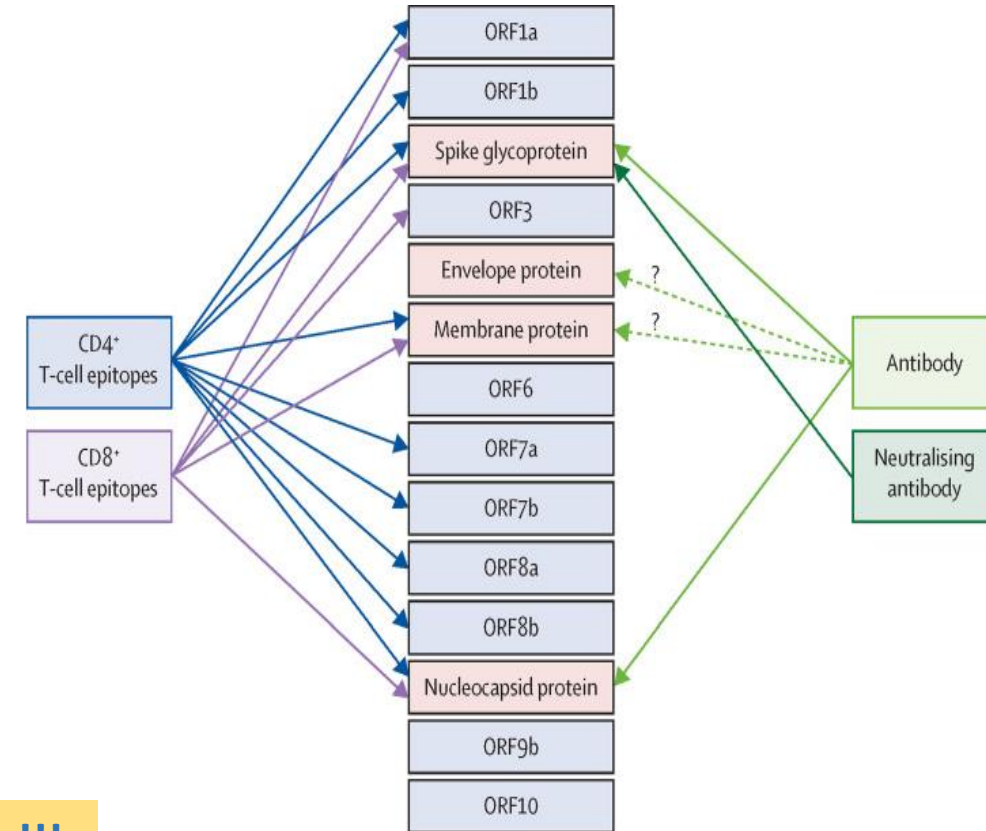 ORF1a
ORF1b
Spike glycoprotein
ORF3
Envelope protein
?
Membrane protein
?
CD4⁺
T-cell epitopes
Antibody
ORF6
CD8⁺
T-cell epitopes
ORF7a
Neutralising
antibody
ORF7b
ORF8a
ORF8b
Nucleocapsid protein
ORF9b
ORF10